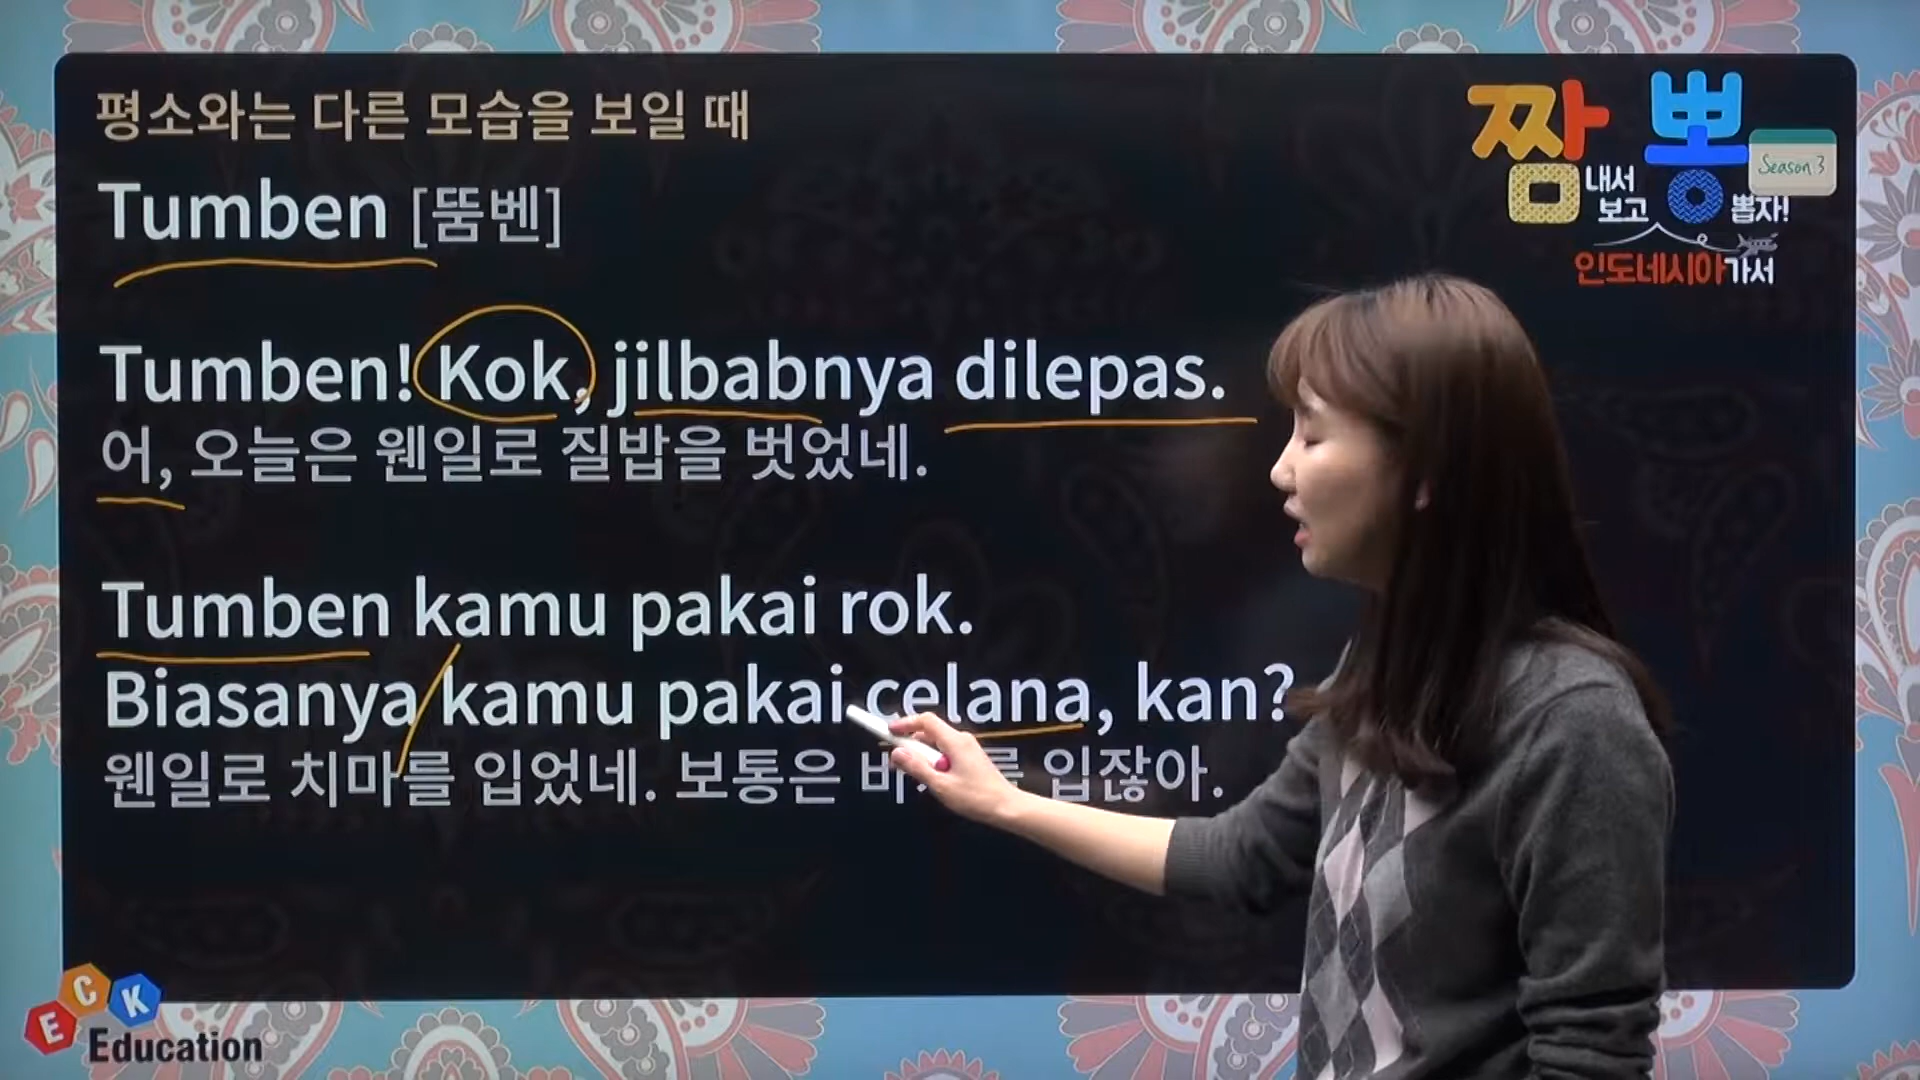 평소와는 다른 모습을 보일 때
Tumben [뚬벤]
Tumben! Kok, jilbabnya dilepas.
어, 오늘은 웬일로 질밥을 벗었네.
Tumben kamu pakai rok.
Biasanya kamu pakai celana, kan?
웬일로 치마를 입었네. 보통은 입잖아.
짬뽕
Season 3
내서
보고
뽑자!
인도네시아가서
ECK
Education